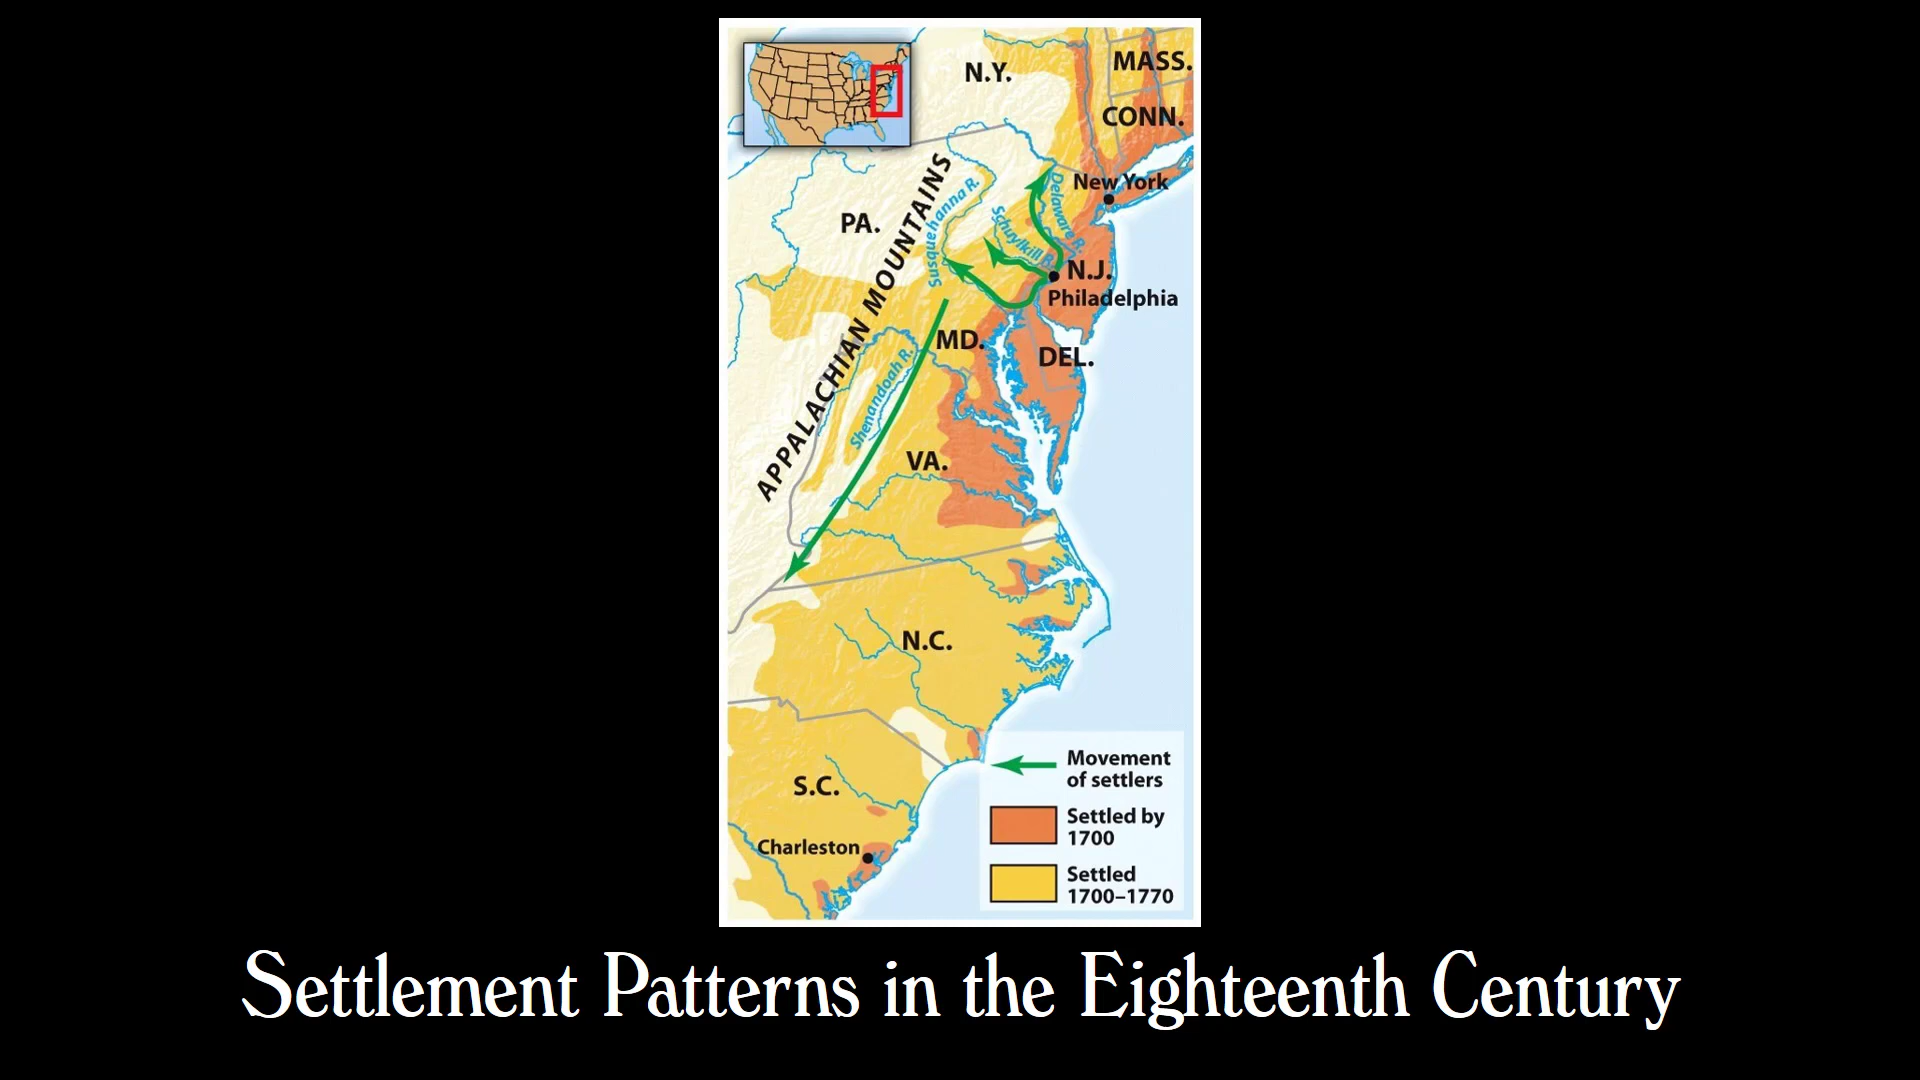 MASS.
N.Y.
CONN.
New York
APPALACHIAN MOUNTAINS
Susquehanna R.
Delaware R.
Schuylkill R.
PA.
N.J.
Philadelphia
MD.
DEL.
Shenandoah R.
VA.
N.C.
Movement
of settlers
S.C.
Settled by
1700
Charleston
Settled
1700–1770
Settlement Patterns in the Eighteenth Century